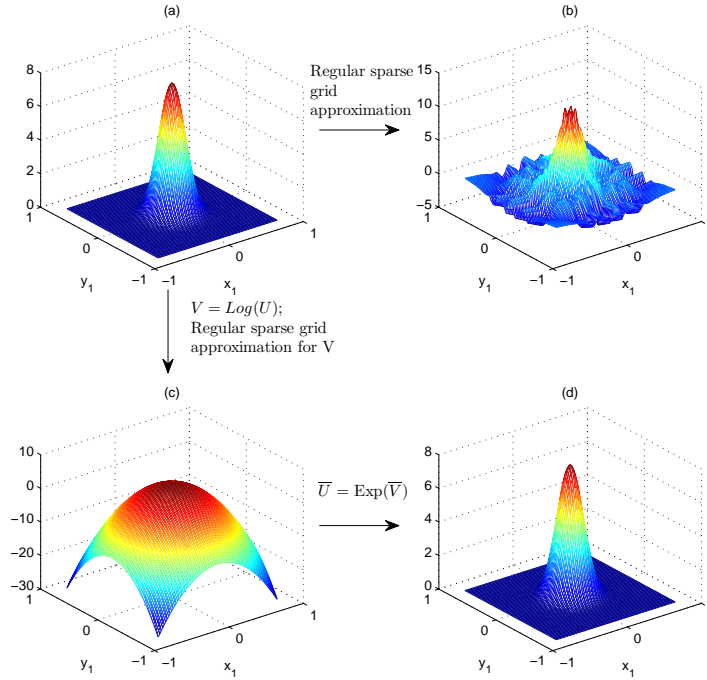 (a)
8
6
4
2
0
1
0
−1
−1
0
1
y1
x1
Regular sparse
grid
approximation
(b)
15
10
5
0
−5
1
0
−1
−1
0
1
y1
x1
V = Log(U);
Regular sparse grid
approximation for V
(c)
10
0
−10
−20
−30
1
0
−1
−1
0
1
y1
x1
U̅ = Exp(V̅)
(d)
8
6
4
2
0
1
0
−1
−1
0
1
y1
x1